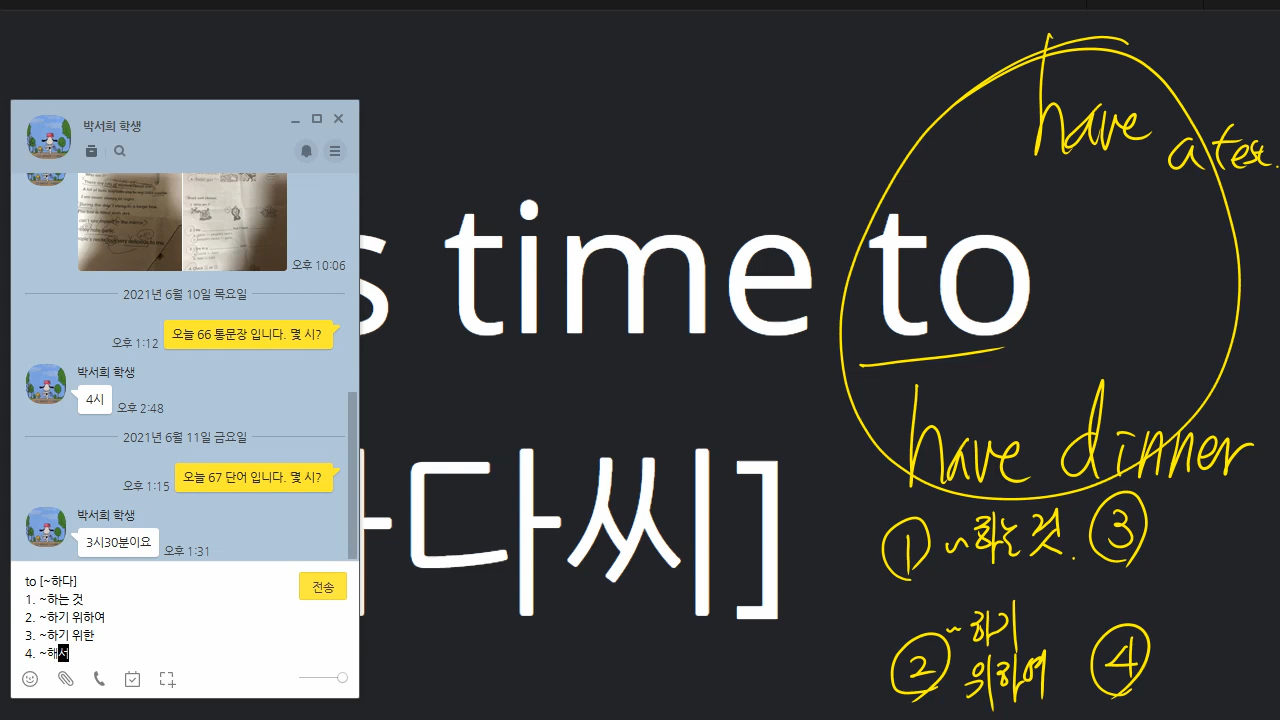 박서희 학생
오후 10:06
2021년 6월 10일 목요일
오늘 66 통문장 입니다. 몇 시?
오후 1:12
박서희 학생
4시
오후 2:48
2021년 6월 11일 금요일
오늘 67 단어 입니다. 몇 시?
오후 1:15
박서희 학생
3시30분이요
오후 1:31
to [~하다]
1. ~하는 것
2. ~하기 위하여
3. ~하기 위한
4. ~해서
전송
have
a tes
s time to
have dinner
다씨]
① ~하는 것. ③
② ~하기
위하여 ④